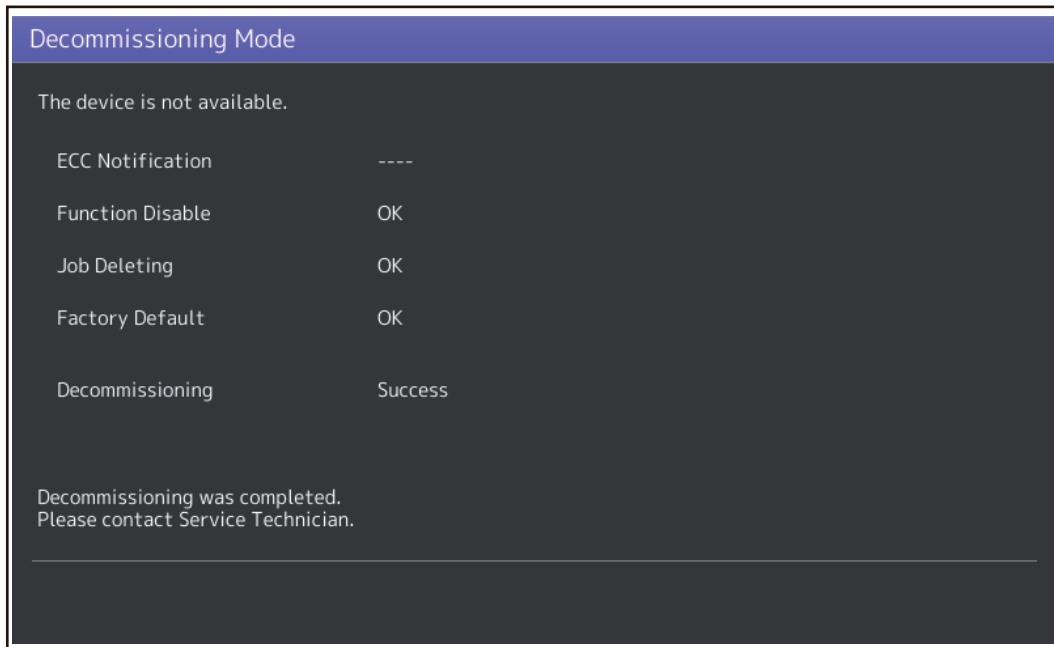 Decommissioning Mode
The device is not available.
ECC Notification ----
Function Disable OK
Job Deleting OK
Factory Default OK
Decommissioning Success
Decommissioning was completed.
Please contact Service Technician.